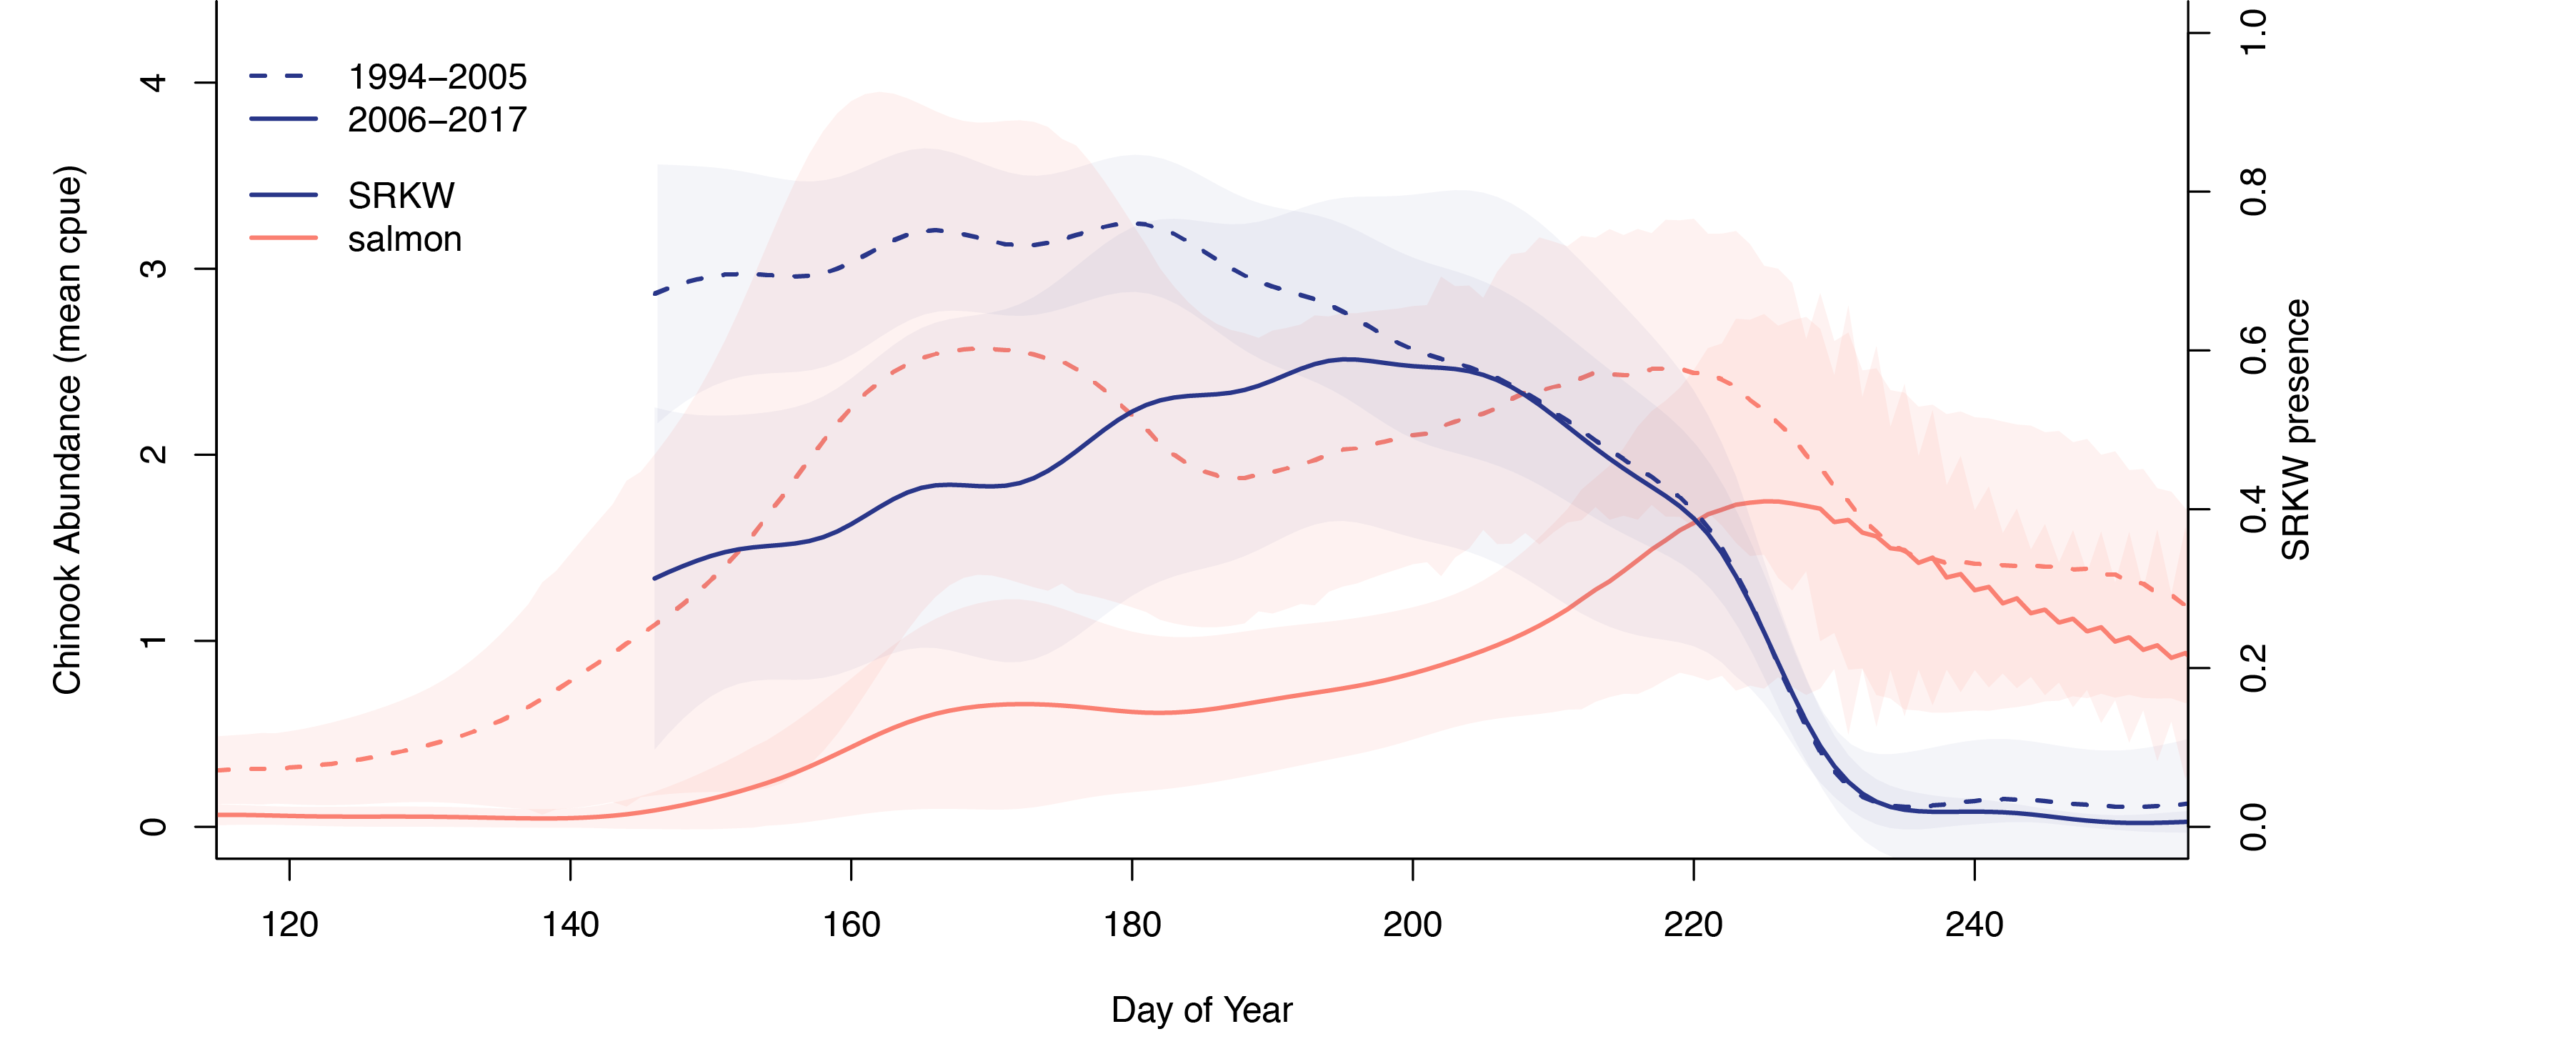 1994–2005
2006–2017
SRKW
salmon
Chinook Abundance (mean cpue)
4
3
2
1
0
1.0
0.8
0.6
0.4
0.2
0.0
SRKW presence
120 140 160 180 200 220 240
Day of Year